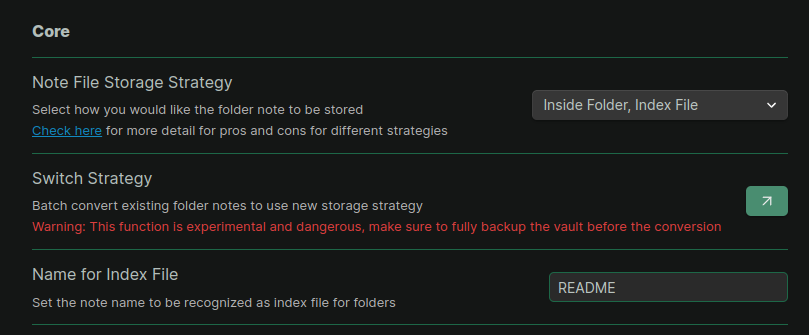 Core
Note File Storage Strategy
Select how you would like the folder note to be stored
Check here for more detail for pros and cons for different strategies
Inside Folder, Index File
Switch Strategy
Batch convert existing folder notes to use new storage strategy
Warning: This function is experimental and dangerous, make sure to fully backup the vault before the conversion
Name for Index File
Set the note name to be recognized as index file for folders
README